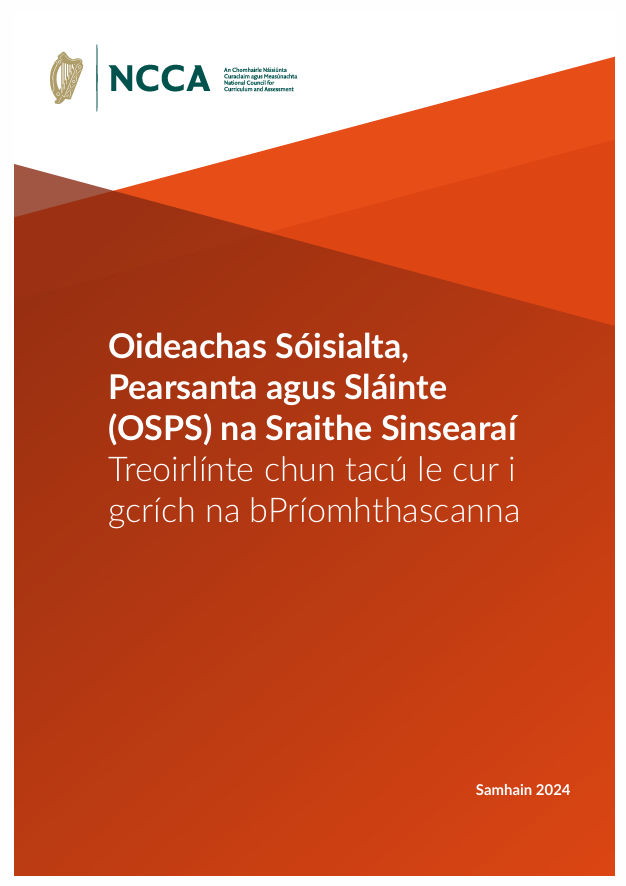 NCCA
An Chomhairle Náisiúnta
Curaclaim agus Measúnachta
National Council for
Curriculum and Assessment
Oideachas Sóisialta,
Pearsanta agus Sláinte
(OSPS) na Sraithe Sinsearaí
Treoirlínte chun tacú le cur i
gcrích na bPríomhthascanna
Samhain 2024